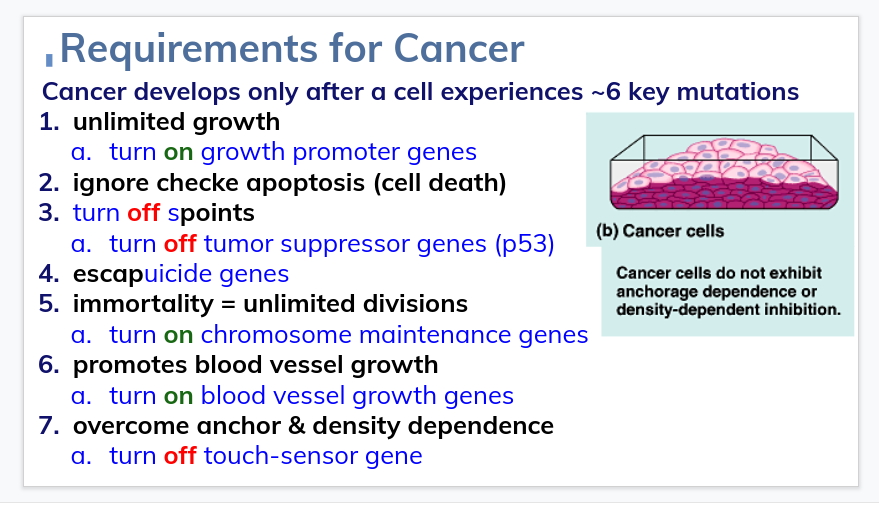 Requirements for Cancer
Cancer develops only after a cell experiences ~6 key mutations
1. unlimited growth
a. turn on growth promoter genes
2. ignore checke apoptosis (cell death)
3. turn off spoints
a. turn off tumor suppressor genes (p53)
4. escapuicide genes
5. immortality = unlimited divisions
a. turn on chromosome maintenance genes
6. promotes blood vessel growth
a. turn on blood vessel growth genes
7. overcome anchor & density dependence
a. turn off touch-sensor gene
(b) Cancer cells
Cancer cells do not exhibit
anchorage dependence or
density-dependent inhibition.